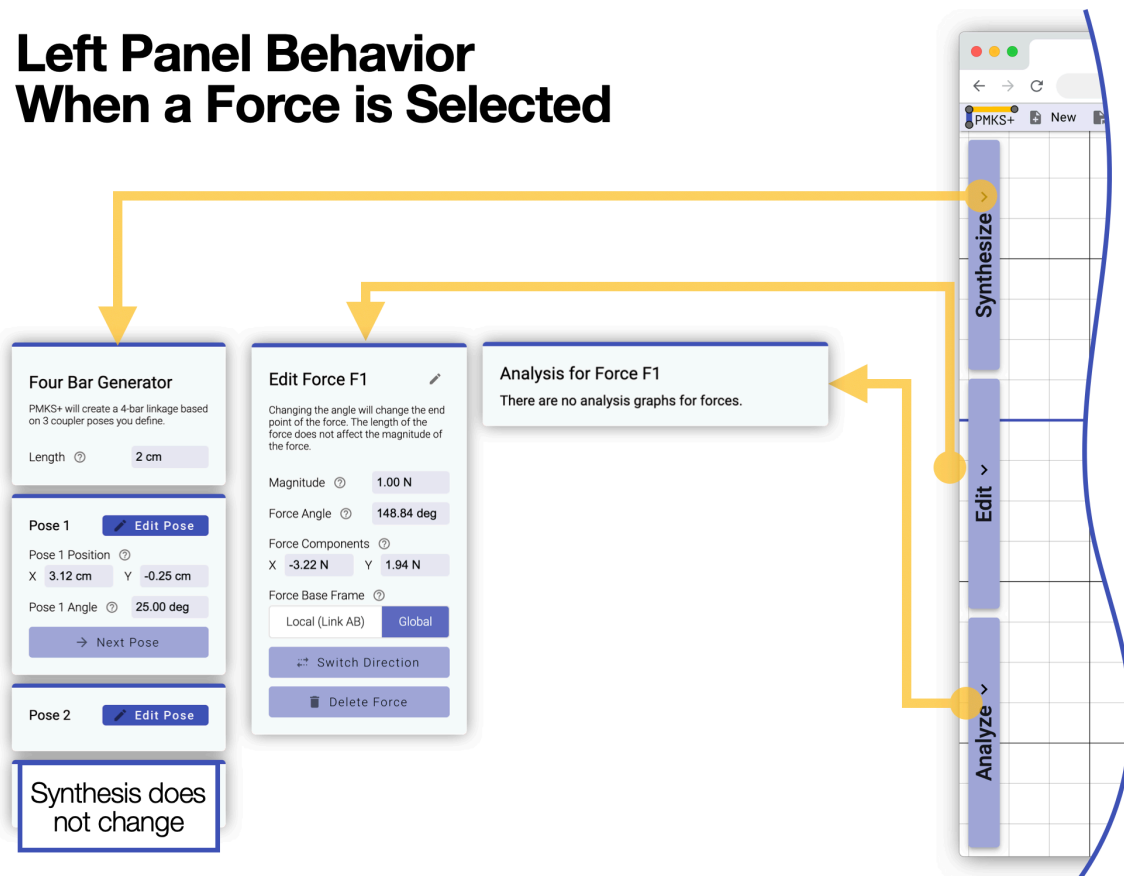 Left Panel Behavior
When a Force is Selected
PMKS+ New
Synthesize
Edit
Analyze
Four Bar Generator
PMKS+ will create a 4-bar linkage based
on 3 coupler poses you define.
Length 2 cm
Pose 1 Edit Pose
Pose 1 Position
X 3.12 cm Y -0.25 cm
Pose 1 Angle 25.00 deg
Next Pose
Pose 2 Edit Pose
Synthesis does
not change
Edit Force F1
Changing the angle will change the end
point of the force. The length of the
force does not affect the magnitude of
the force.
Magnitude 1.00 N
Force Angle 148.84 deg
Force Components
X -3.22 N Y 1.94 N
Force Base Frame
Local (Link AB) Global
Switch Direction
Delete Force
Analysis for Force F1
There are no analysis graphs for forces.